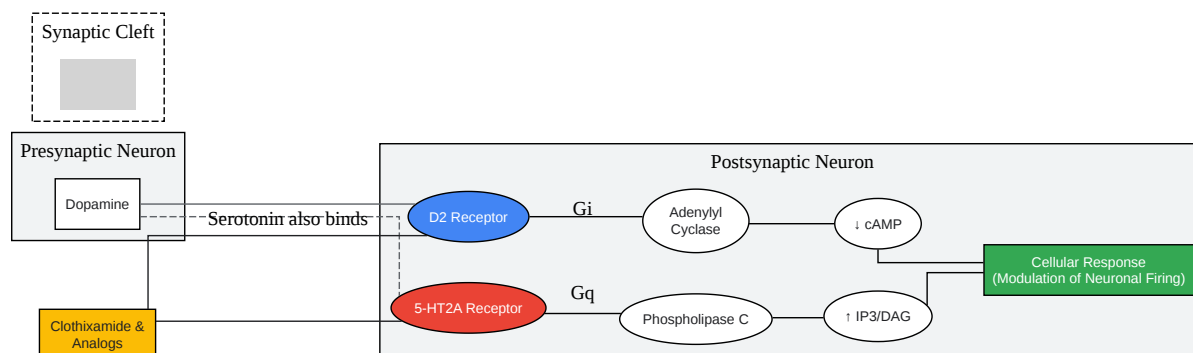 Synaptic Cleft
Presynaptic Neuron
Dopamine
Serotonin also binds
Clothixamide &
Analogs
Postsynaptic Neuron
D2 Receptor
Gi
Adenylyl
Cyclase
↓ cAMP
5-HT2A Receptor
Gq
Phospholipase C
↑ IP3/DAG
Cellular Response
(Modulation of Neuronal Firing)